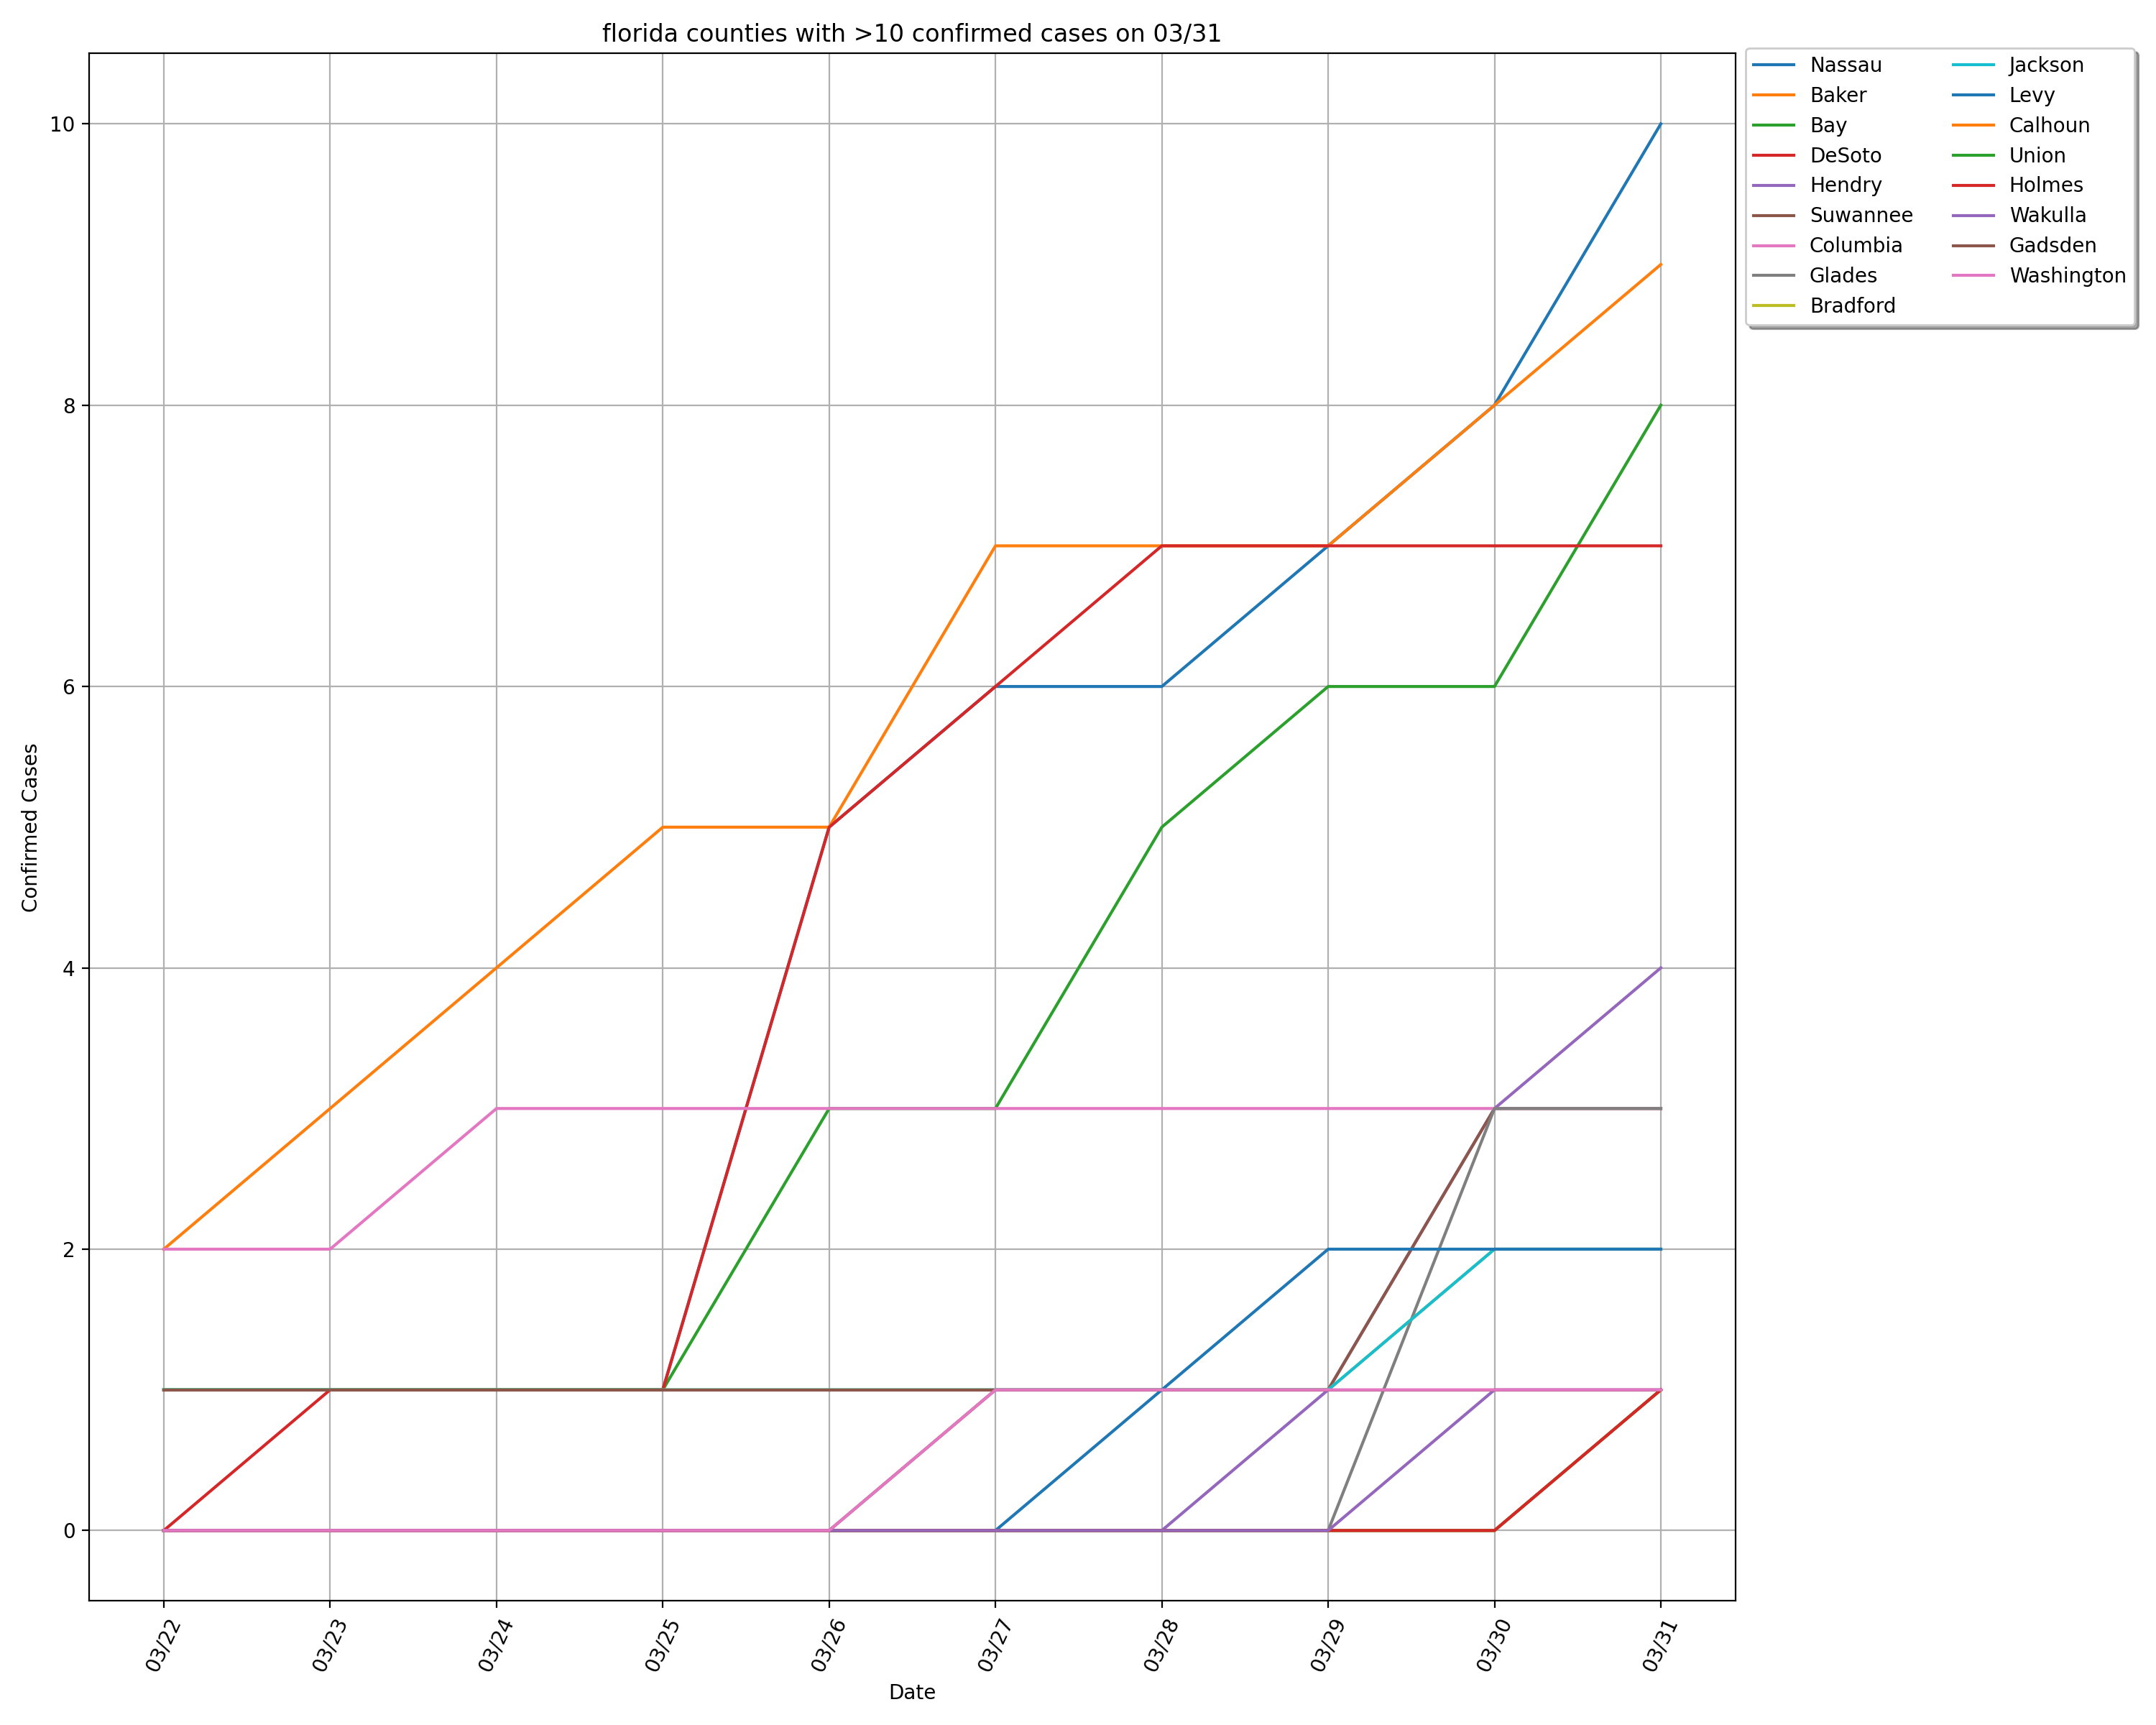 florida counties with >10 confirmed cases on 03/31
Nassau
Baker
Bay
DeSoto
Hendry
Suwannee
Columbia
Glades
Bradford
Jackson
Levy
Calhoun
Union
Holmes
Wakulla
Gadsden
Washington
Confirmed Cases
10
8
6
4
2
0
03/22
03/23
03/24
03/25
03/26
03/27
03/28
03/29
03/30
03/31
Date